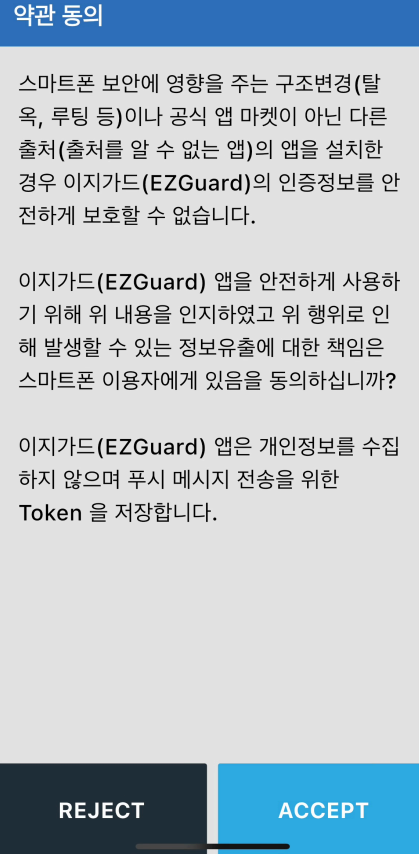 약관 동의
스마트폰 보안에 영향을 주는 구조변경(탈
옥, 루팅 등)이나 공식 앱 마켓이 아닌 다른
출처(출처를 알 수 없는 앱)의 앱을 설치한
경우 이지가드(EZGuard)의 인증정보를 안
전하게 보호할 수 없습니다.
이지가드(EZGuard) 앱을 안전하게 사용하
기 위해 위 내용을 인지하였고 위 행위로 인
해 발생할 수 있는 정보유출에 대한 책임은
스마트폰 이용자에게 있음을 동의하십니까?
이지가드(EZGuard) 앱은 개인정보를 수집
하지 않으며 푸시 메시지 전송을 위한
Token 을 저장합니다.
REJECT
ACCEPT